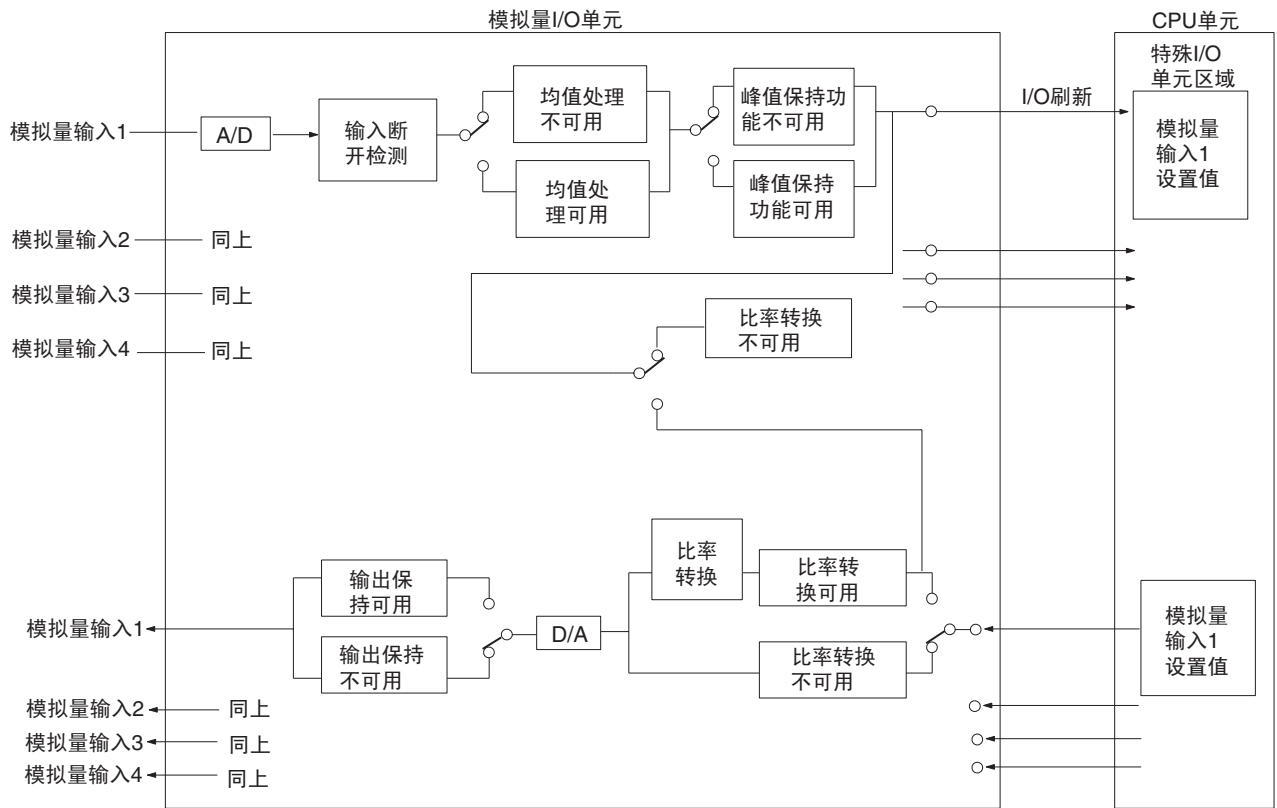 模拟量I/O单元
CPU单元
特殊I/O
单元区域
模拟量输入1
A/D
输入断
开检测
均值处理
不可用
均值处
理可用
峰值保持功
能不可用
峰值保持
功能可用
I/O刷新
模拟量
输入1
设置值
模拟量输入2
同上
模拟量输入3
同上
模拟量输入4
同上
比率转换
不可用
模拟量输入1
输出保
持可用
输出保持
不可用
D/A
比率
转换
比率转
换可用
比率转换
不可用
模拟量
输入1
设置值
模拟量输入2
同上
模拟量输入3
同上
模拟量输入4
同上